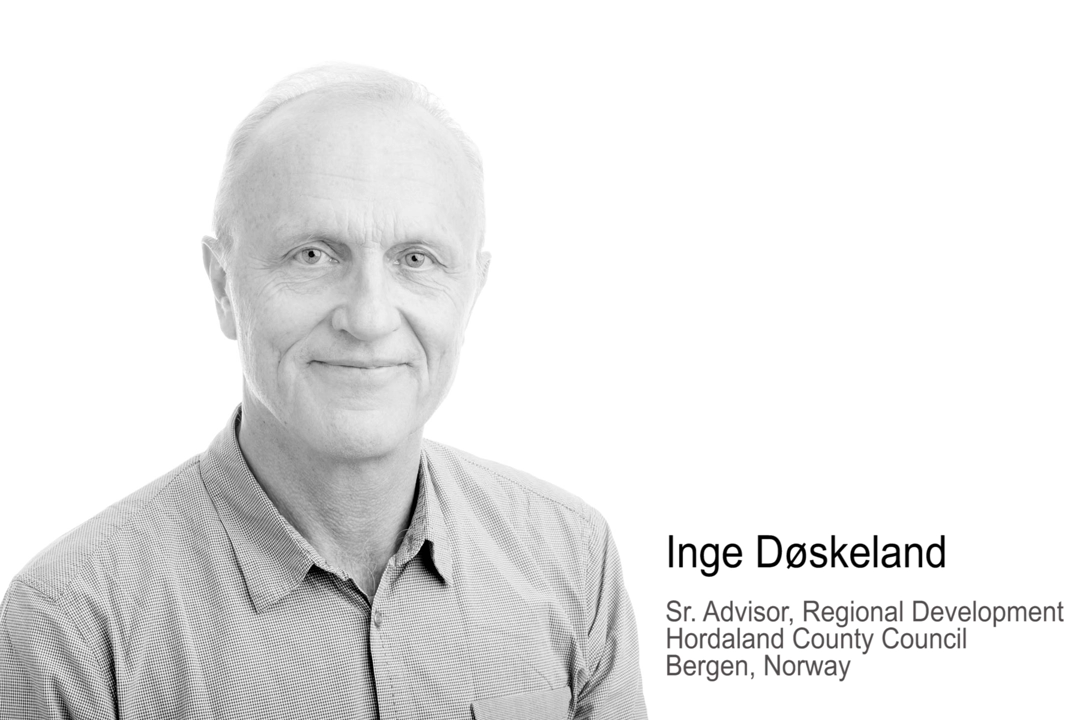 Inge Døskeland
Sr. Advisor, Regional Development
Hordaland County Council
Bergen, Norway